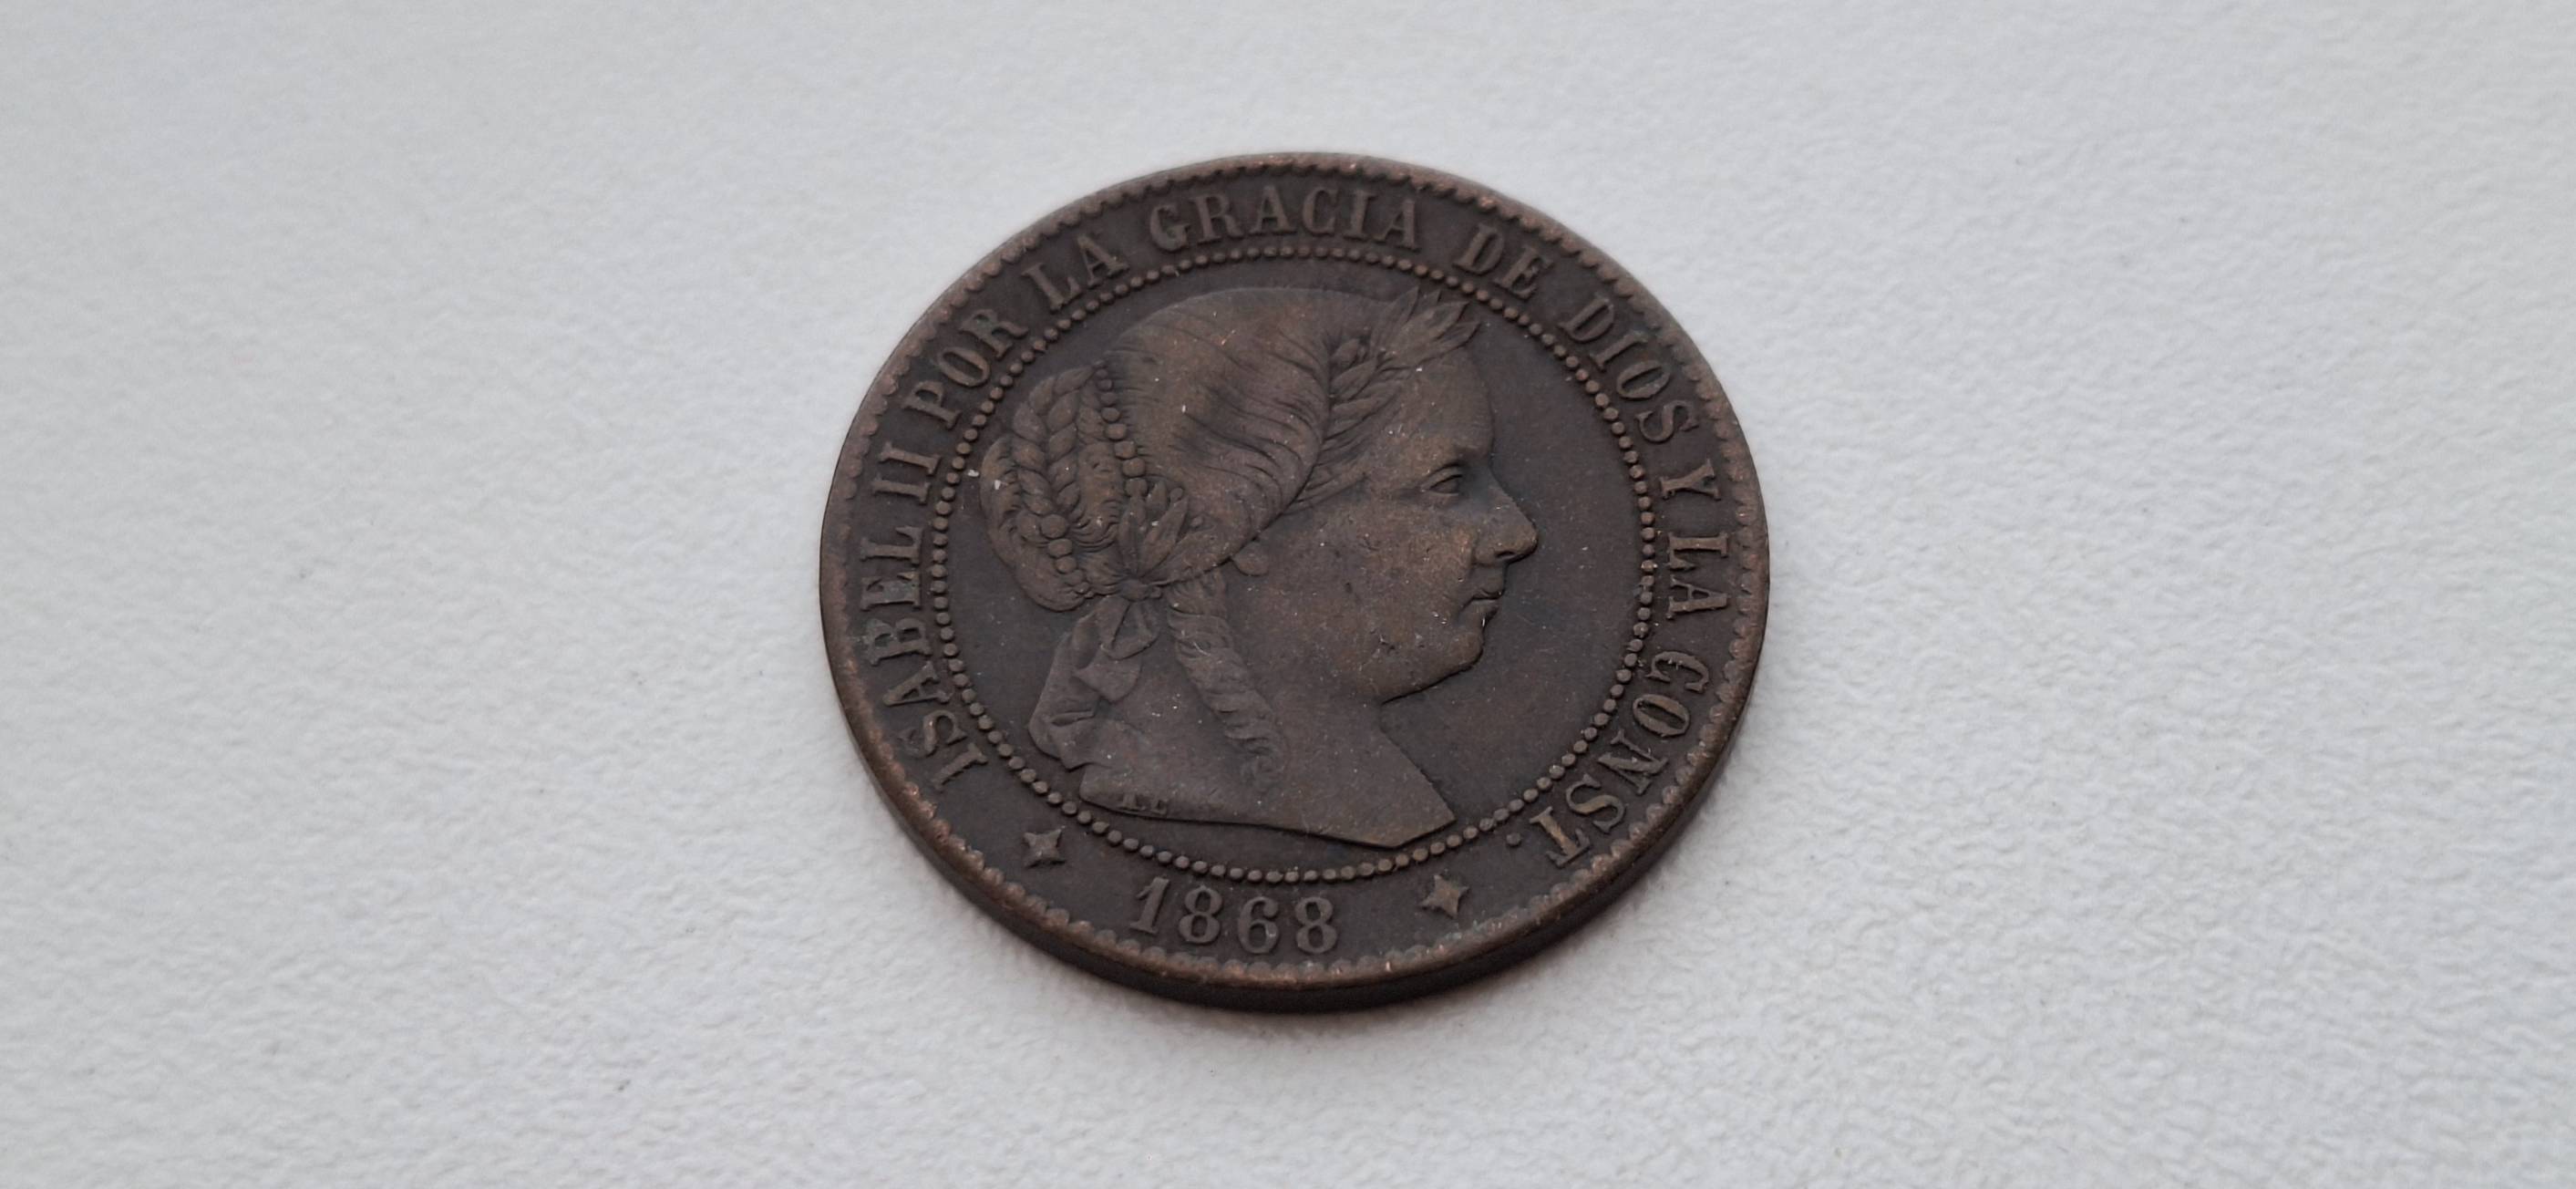 ISABEL II POR LA GRACIA DE DIOS Y LA CONST.
1868